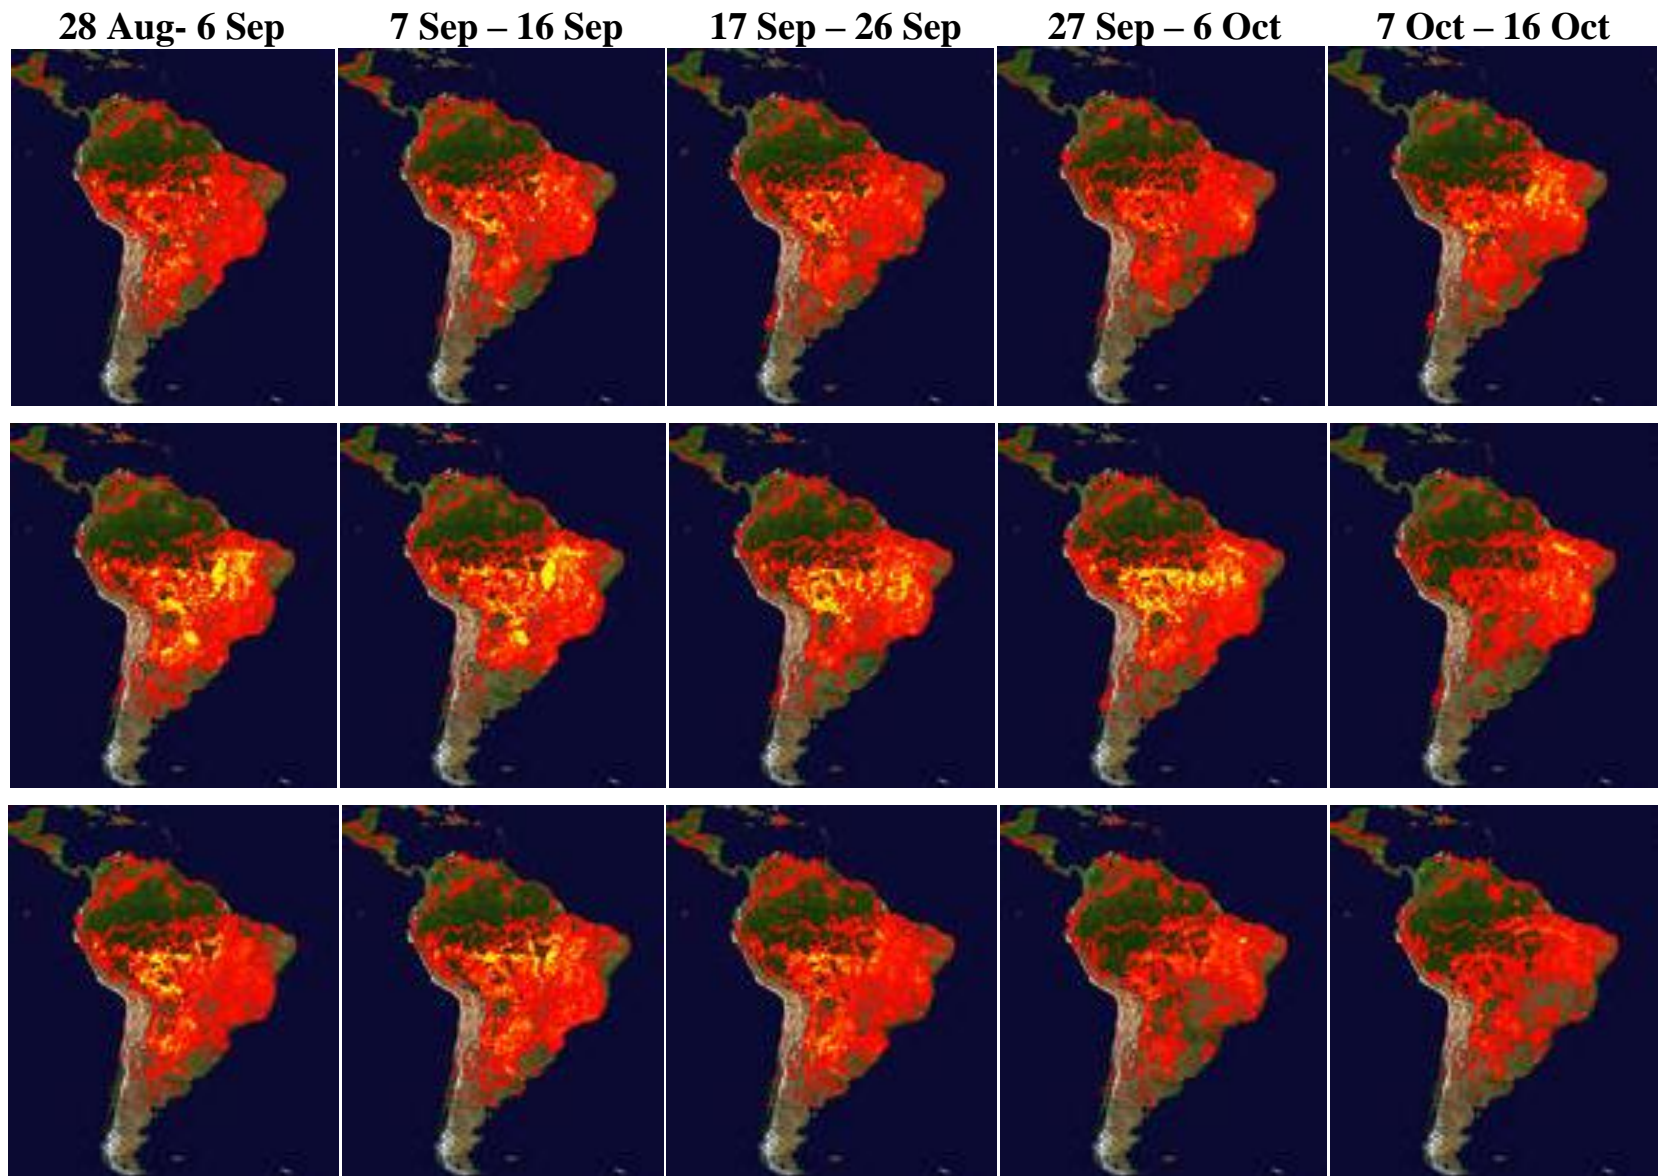 28 Aug- 6 Sep 7 Sep – 16 Sep 17 Sep – 26 Sep 27 Sep – 6 Oct 7 Oct – 16 Oct